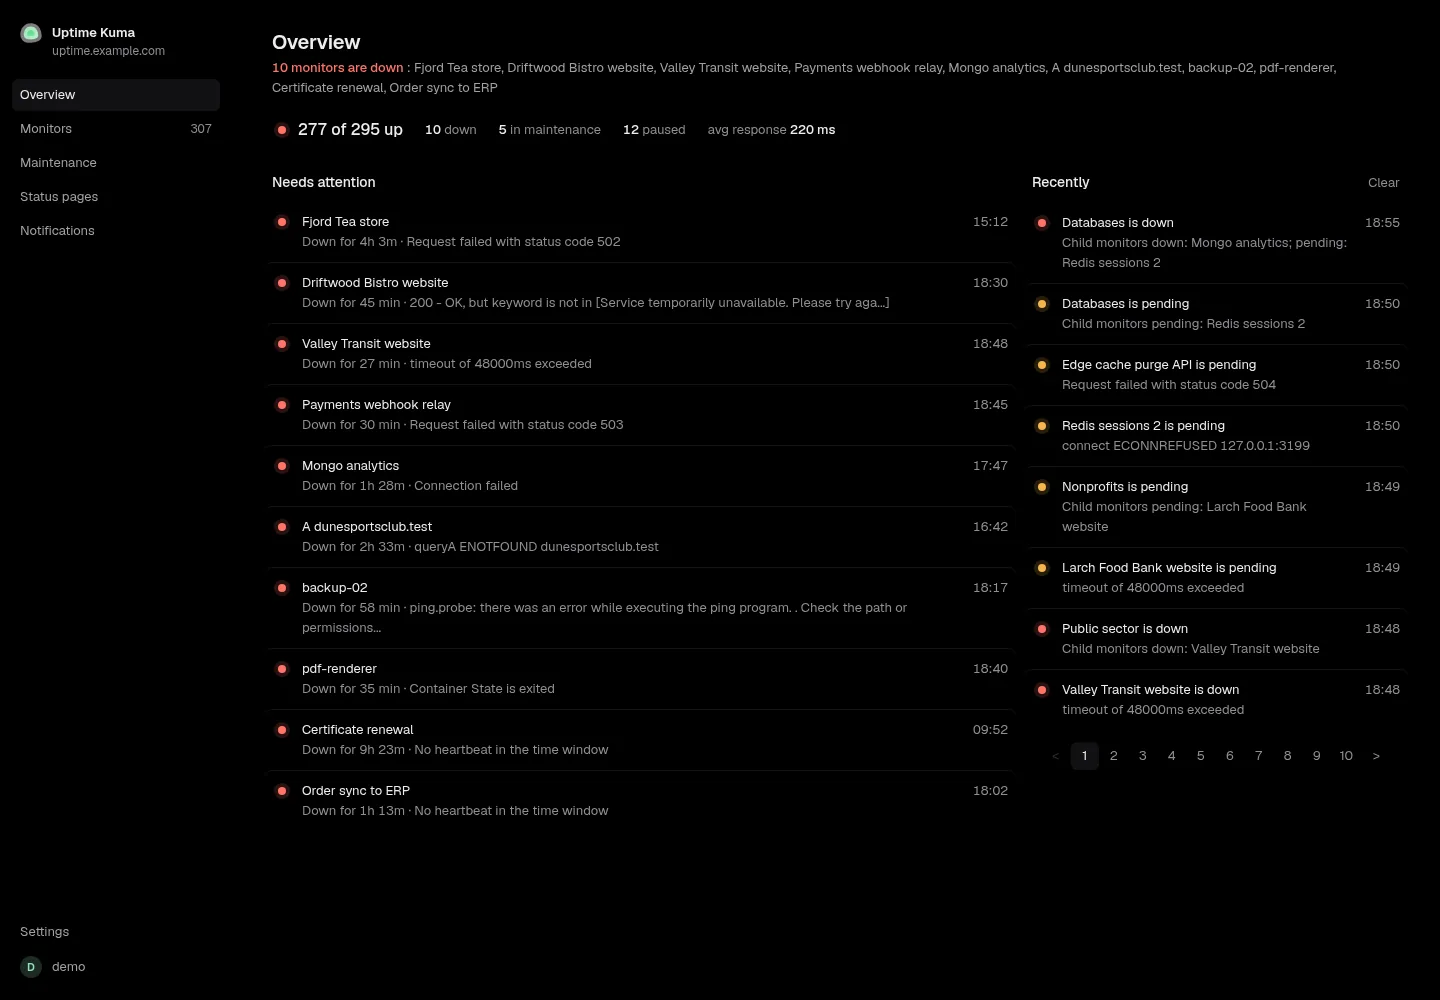 Uptime Kuma
uptime.example.com
Overview
Monitors 307
Maintenance
Status pages
Notifications
Settings
D demo
Overview
10 monitors are down : Fjord Tea store, Driftwood Bistro website, Valley Transit website, Payments webhook relay, Mongo analytics, A dunesportsclub.test, backup-02, pdf-renderer,
Certificate renewal, Order sync to ERP
277 of 295 up 10 down 5 in maintenance 12 paused avg response 220 ms
Needs attention
Fjord Tea store 15:12
Down for 4h 3m · Request failed with status code 502
Driftwood Bistro website 18:30
Down for 45 min · 200 - OK, but keyword is not in [Service temporarily unavailable. Please try aga...]
Valley Transit website 18:48
Down for 27 min · timeout of 48000ms exceeded
Payments webhook relay 18:45
Down for 30 min · Request failed with status code 503
Mongo analytics 17:47
Down for 1h 28m · Connection failed
A dunesportsclub.test 16:42
Down for 2h 33m · queryA ENOTFOUND dunesportsclub.test
backup-02 18:17
Down for 58 min · ping.probe: there was an error while executing the ping program. . Check the path or
permissions...
pdf-renderer 18:40
Down for 35 min · Container State is exited
Certificate renewal 09:52
Down for 9h 23m · No heartbeat in the time window
Order sync to ERP 18:02
Down for 1h 13m · No heartbeat in the time window
Recently Clear
Databases is down 18:55
Child monitors down: Mongo analytics; pending:
Redis sessions 2
Databases is pending 18:50
Child monitors pending: Redis sessions 2
Edge cache purge API is pending 18:50
Request failed with status code 504
Redis sessions 2 is pending 18:50
connect ECONNREFUSED 127.0.0.1:3199
Nonprofits is pending 18:49
Child monitors pending: Larch Food Bank
website
Larch Food Bank website is pending 18:49
timeout of 48000ms exceeded
Public sector is down 18:48
Child monitors down: Valley Transit website
Valley Transit website is down 18:48
timeout of 48000ms exceeded
< 1 2 3 4 5 6 7 8 9 10 >